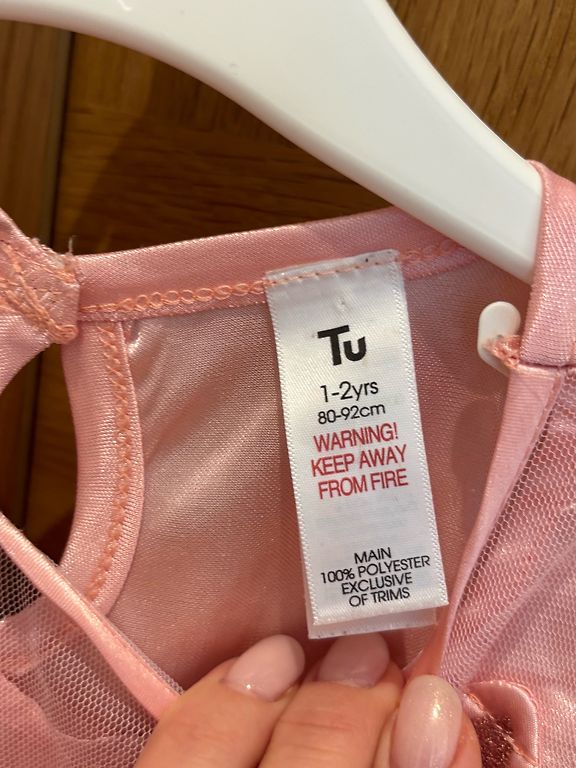 Tu
1-2yrs
80-92cm
WARNING!
KEEP AWAY
FROM FIRE
MAIN
100% POLYESTER
EXCLUSIVE
OF TRIMS